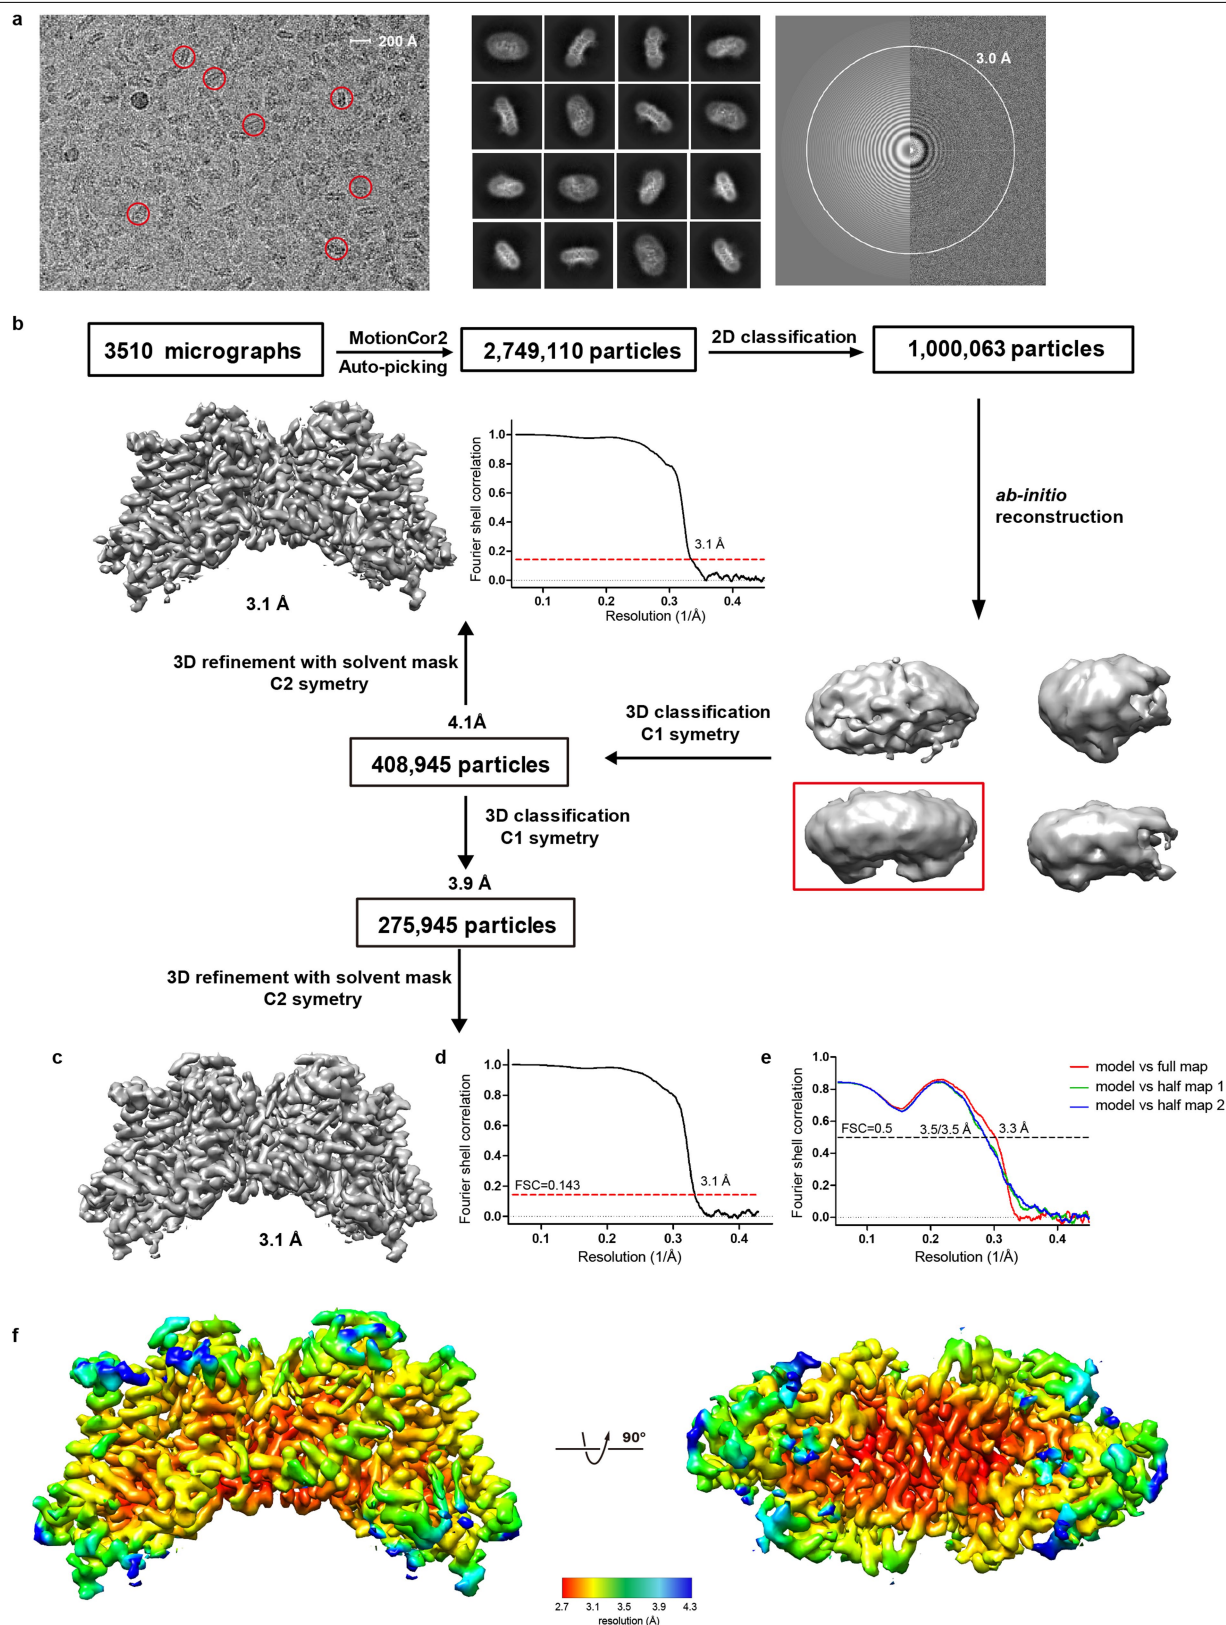 a
200 Å
3.0 Å
b
3510 micrographs
MotionCor2
Auto-picking
2,749,110 particles
2D classification
1,000,063 particles
ab-initio
reconstruction
3.1 Å
Fourier shell correlation
1.0
0.8
0.6
0.4
0.2
0.0
3.1 Å
0.1 0.2 0.3 0.4
Resolution (1/Å)
3D refinement with solvent mask
C2 symetry
4.1Å
408,945 particles
3D classification
C1 symetry
3D classification
C1 symetry
3.9 Å
275,945 particles
3D refinement with solvent mask
C2 symetry
c
3.1 Å
d
Fourier shell correlation
1.0
0.8
0.6
0.4
0.2
0.0
FSC=0.143
3.1 Å
0.1 0.2 0.3 0.4
Resolution (1/Å)
e
Fourier shell correlation
1.0
0.8
0.6
0.4
0.2
0.0
FSC=0.5
3.5/3.5 Å
3.3 Å
0.1 0.2 0.3 0.4
Resolution (1/Å)
model vs full map
model vs half map 1
model vs half map 2
f
90°
2.7 3.1 3.5 3.9 4.3
resolution (Å)